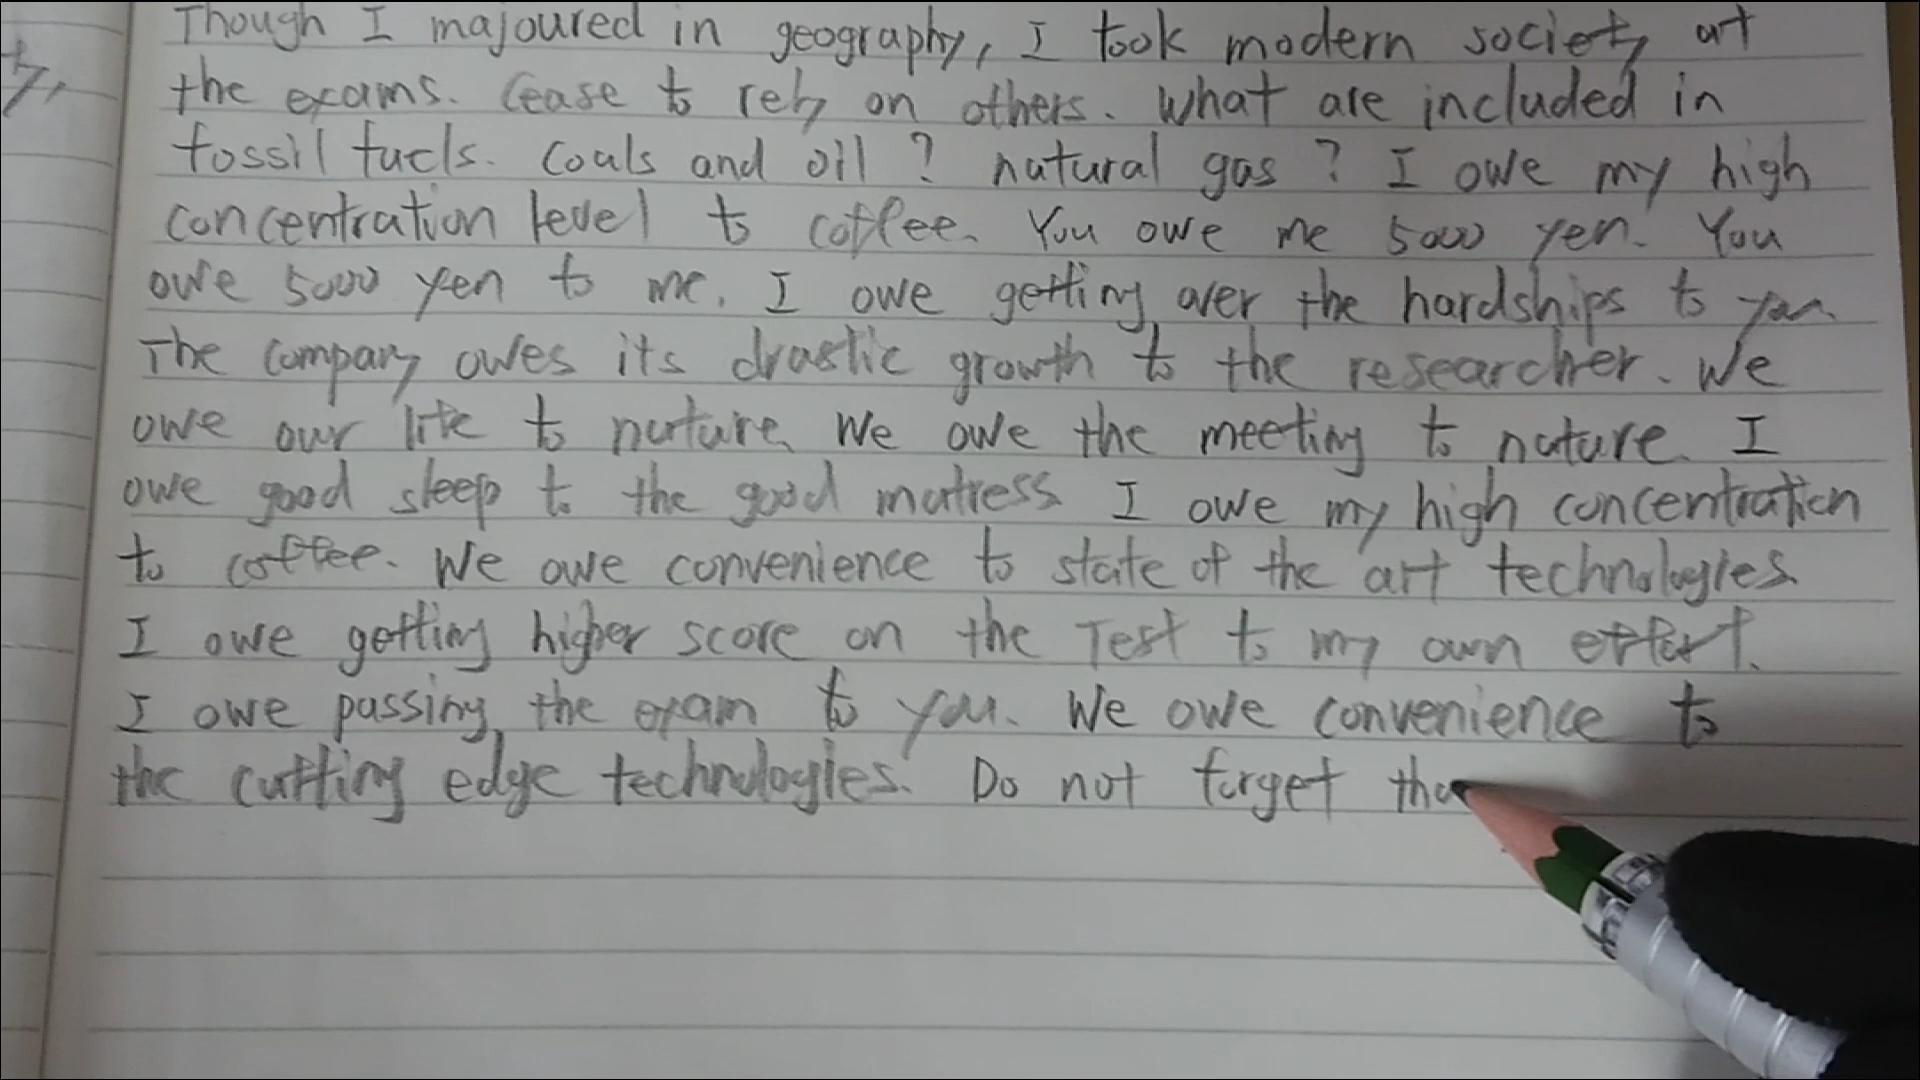 Though I majoured in geography, I took modern society at
the exams. Cease to rely on others. What are included in
fossil fuels. Coals and oil ? natural gas ? I owe my high
concentration level to coffee. You owe me 5000 yen. You
owe 5000 yen to me. I owe getting over the hardships to you.
The company owes its drastic growth to the researcher. We
owe our life to nature. We owe the meeting to nature. I
owe good sleep to the good matress. I owe my high concentration
to coffee. We owe convenience to state of the art technologies.
I owe getting higher score on the Test to my own effort.
I owe passing the exam to you. We owe convenience to
the cutting edge technologies. Do not forget tha